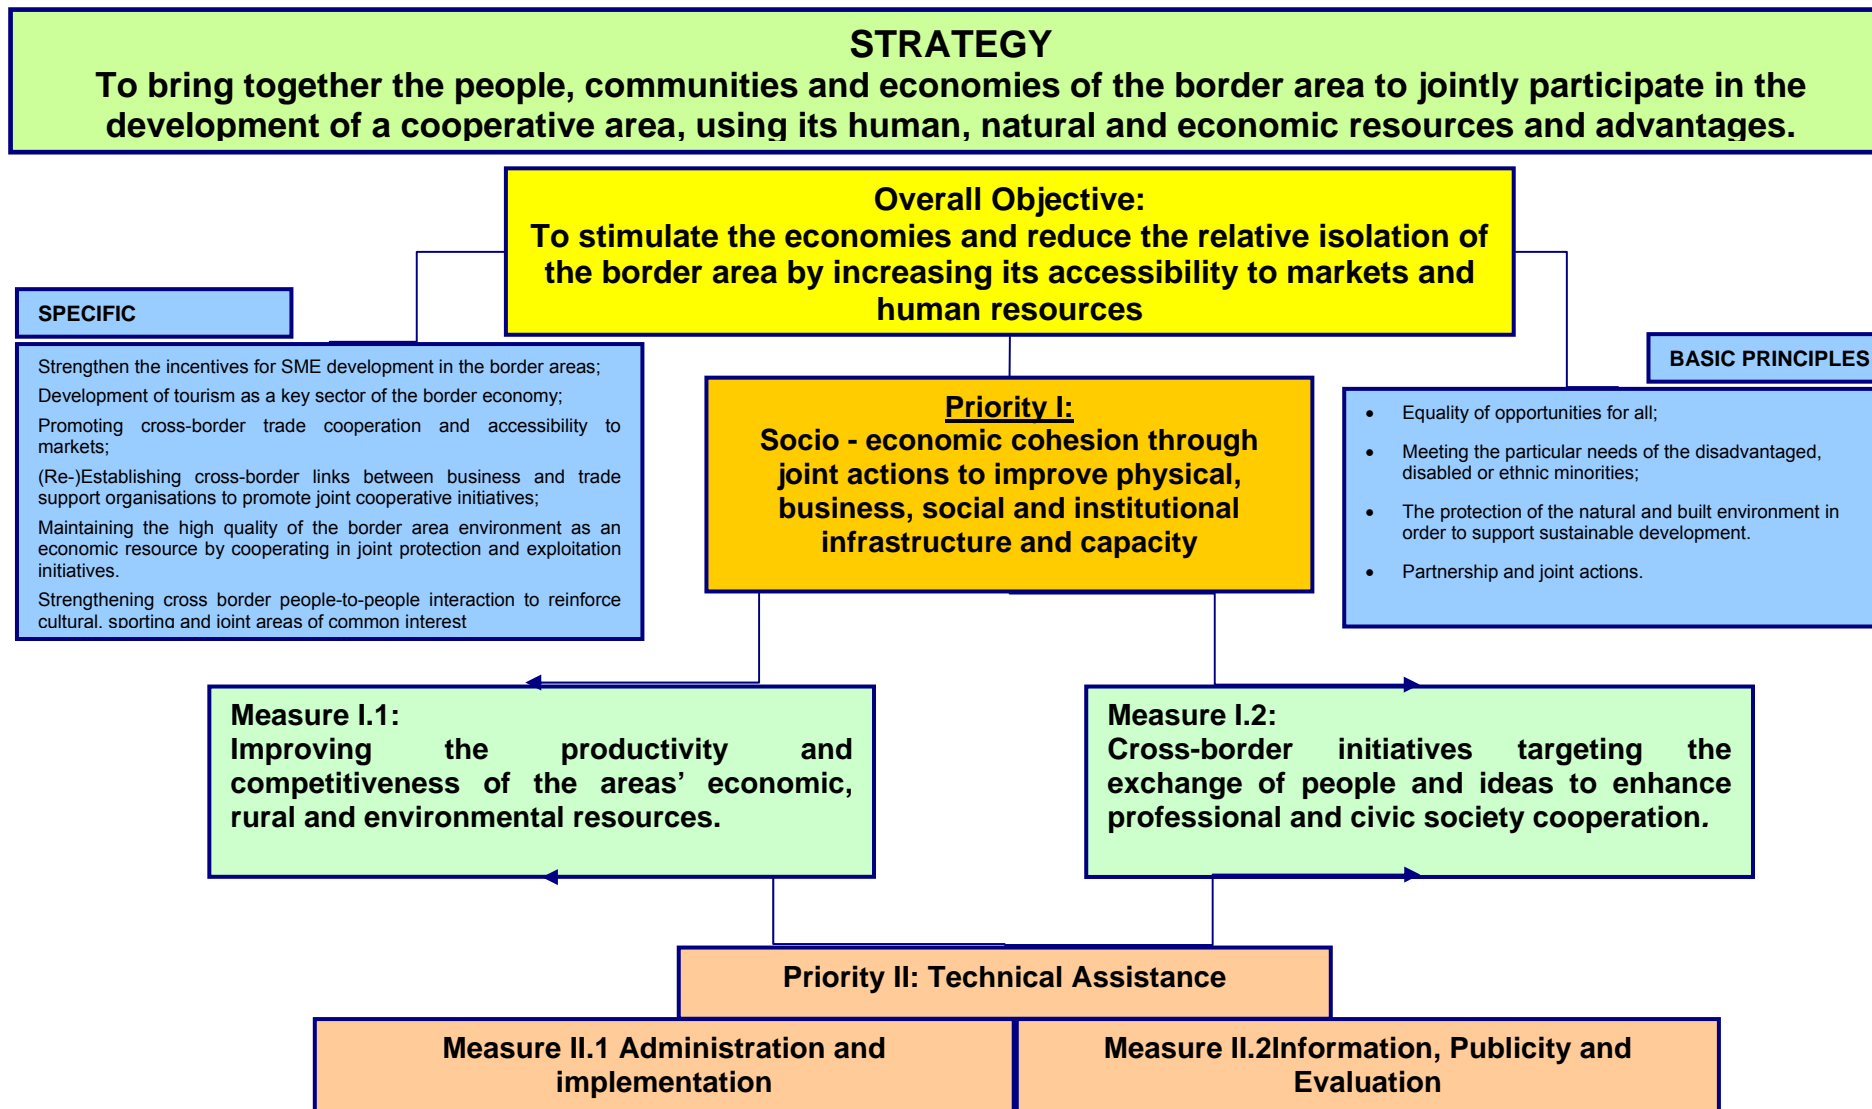 STRATEGY
To bring together the people, communities and economies of the border area to jointly participate in the
development of a cooperative area, using its human, natural and economic resources and advantages.
Overall Objective:
To stimulate the economies and reduce the relative isolation of
the border area by increasing its accessibility to markets and
human resources
SPECIFIC
Strengthen the incentives for SME development in the border areas;
Development of tourism as a key sector of the border economy;
Promoting cross-border trade cooperation and accessibility to
markets;
(Re-)Establishing cross-border links between business and trade
support organisations to promote joint cooperative initiatives;
Maintaining the high quality of the border area environment as an
economic resource by cooperating in joint protection and exploitation
initiatives.
Strengthening cross border people-to-people interaction to reinforce
cultural, sporting and joint areas of common interest
Priority I:
Socio - economic cohesion through
joint actions to improve physical,
business, social and institutional
infrastructure and capacity
BASIC PRINCIPLES
• Equality of opportunities for all;
• Meeting the particular needs of the disadvantaged,
disabled or ethnic minorities;
• The protection of the natural and built environment in
order to support sustainable development.
• Partnership and joint actions.
Measure I.1:
Improving the productivity and
competitiveness of the areas’ economic,
rural and environmental resources.
Measure I.2:
Cross-border initiatives targeting the
exchange of people and ideas to enhance
professional and civic society cooperation.
Priority II: Technical Assistance
Measure II.1 Administration and
implementation
Measure II.2Information, Publicity and
Evaluation